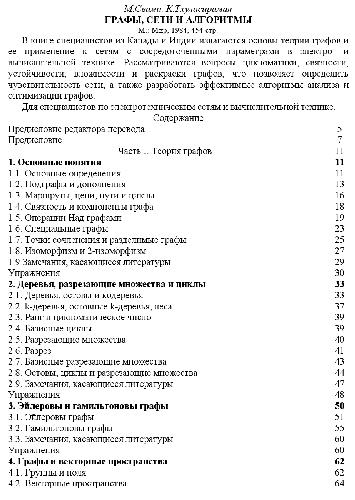 М.Свами, К.Тхуласираман
ГРАФЫ, СЕТИ И АЛГОРИТМЫ
М.: Мир, 1984, 454 стр.
В книге специалистов из Канады и Индии излагаются основы теории графов и
ее применение к сетям с сосредоточенными параметрами в электро- и
вычислительной технике. Рассматриваются вопросы цикломатики, связности,
устойчивости, планарности и раскраски графов, что позволяет определить
чувствительность сети, а также разработать эффективные алгоритмы анализа и
оптимизации графов.
Для специалистов по электротехническим сетям и вычислительной технике.
Содержание
Предисловие редактора перевода 5
Предисловие 7
Часть I. Теория графов 11
1. Основные понятия 11
1.1. Основные определения 11
1.2. Подграфы и дополнения 13
1.3. Маршруты, цепи, пути и циклы 16
1.4. Связность и компоненты графа 18
1.5. Операции Над графами 19
1.6. Специальные графы 23
1.7. Точки сочленения и разделимые графы 25
1.8. Изоморфизм и 2-изоморфизм 27
1.9 Замечания, касающиеся литературы 29
Упражнения 30
2. Деревья, разрезающие множества и циклы 33
2.1. Деревья, остовы и кодеревья 33
2.2. k-деревья, остовные k-деревья, леса 37
2.3. Ранг и цикломатическое число 39
2.4. Базисные циклы 39
2.5. Разрезающие множества 40
2.6. Разрез 41
2.7. Базисные разрезающие множества 43
2.8. Остовы, циклы и разрезающие множества 44
2.9. Замечания, касающиеся литературы 47
Упражнения 48
3. Эйлеровы и гамильтоновы графы 50
3.1. Эйлеровы графы 51
3.2. Гамильтоновы графы 55
3.3. Замечания, касающиеся литературы 60
Упражнения 60
4. Графы и векторные пространства 62
4.1. Группы и поля 62
4.2. Векторные пространства 64